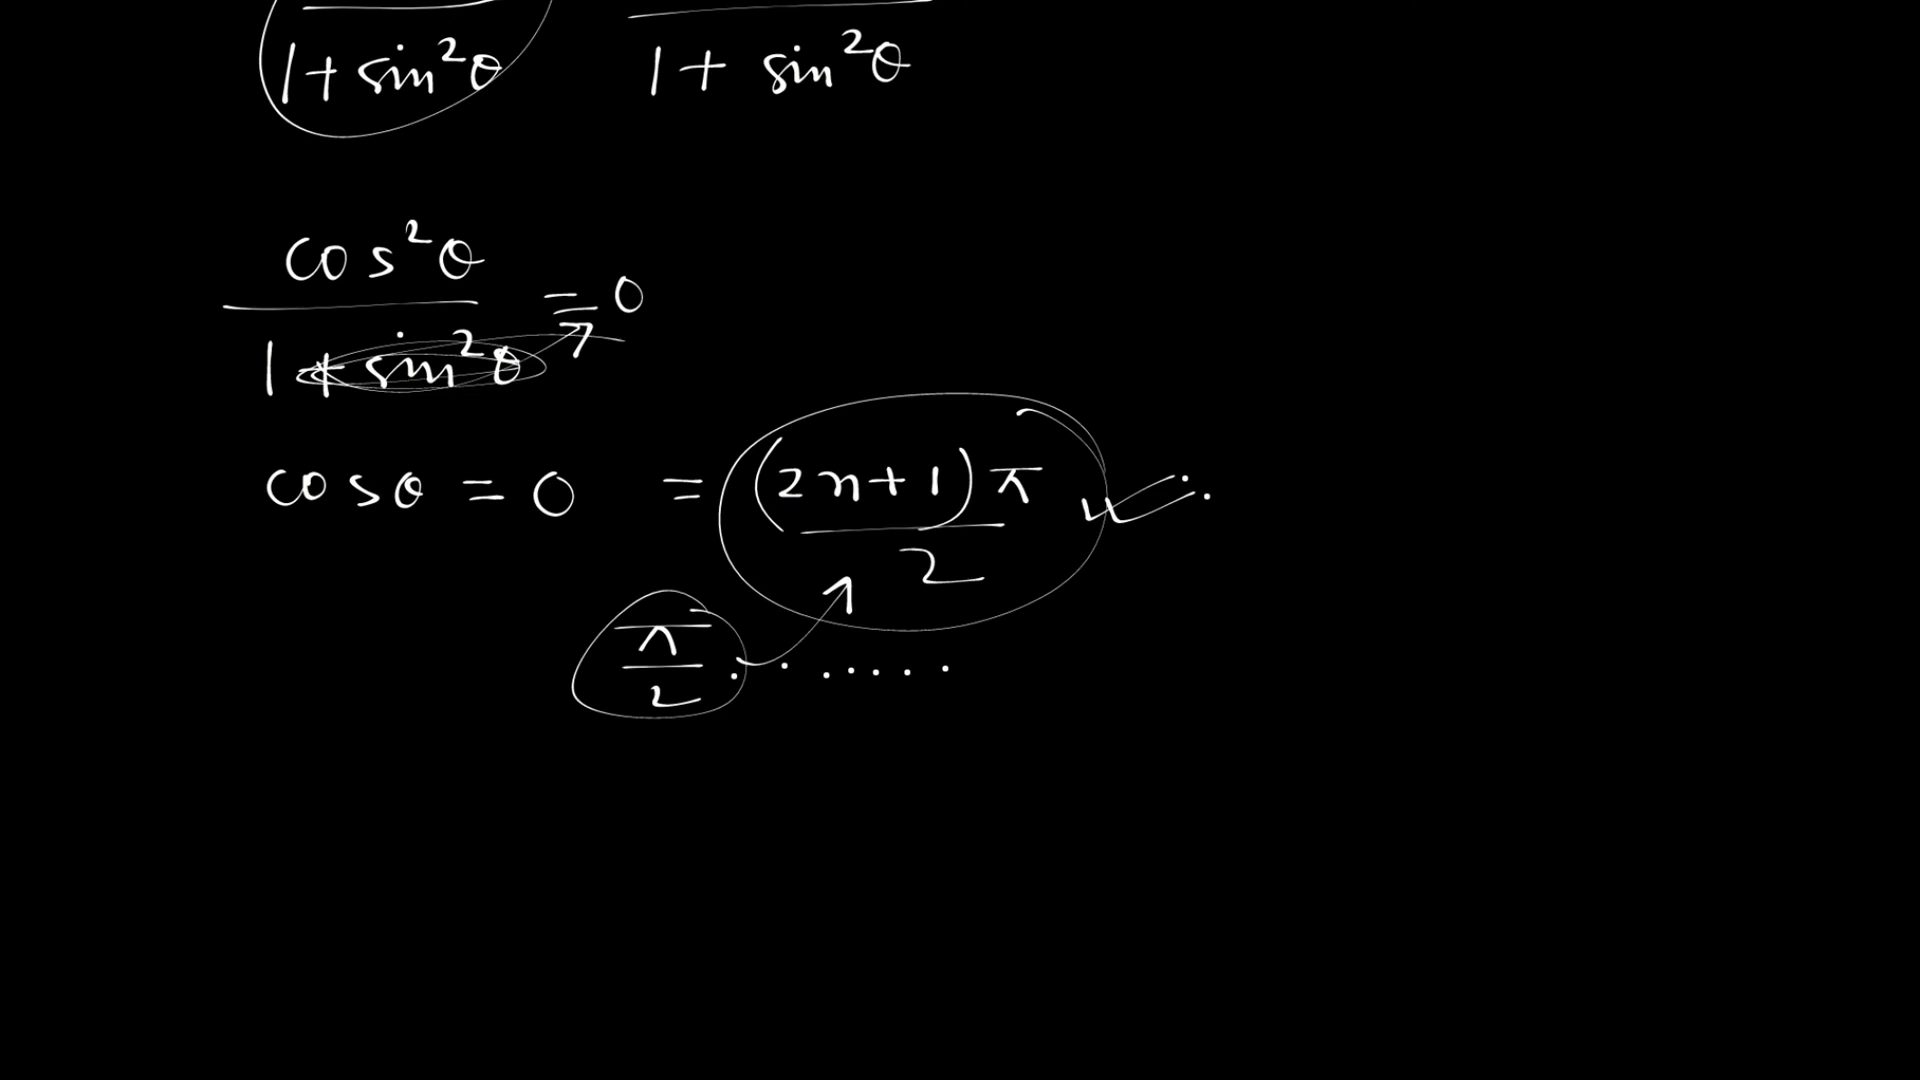 1 + sin²θ    1 + sin²θ
cos²θ
= 0
1 + sin²θ
cosθ = 0 = (2n+1)π
2
π
2 . . . . . . .